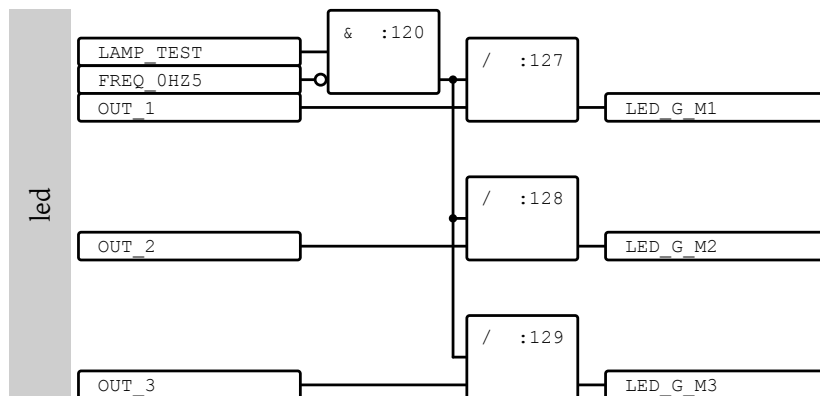 & :120
LAMP_TEST
/ :127
FREQ_0HZ5
OUT_1
LED_G_M1
led
/ :128
OUT_2
LED_G_M2
/ :129
OUT_3
LED_G_M3